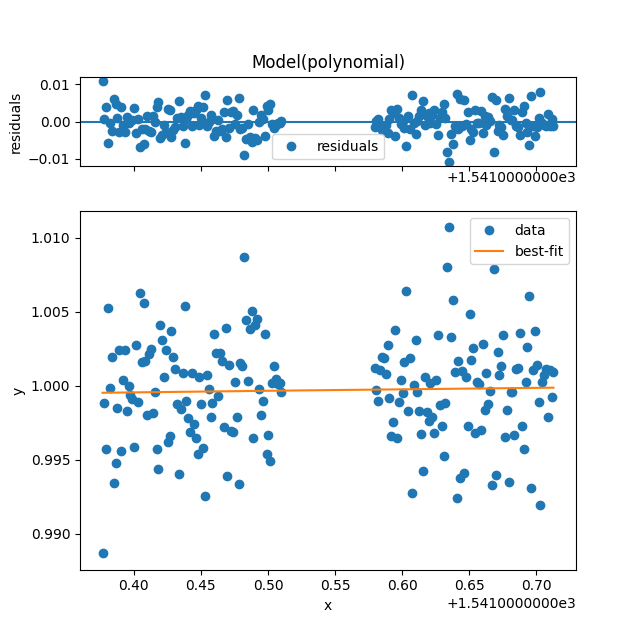 Model(polynomial)
0.01
0.00
−0.01
residuals
residuals
+1.5410000000e3
1.010
1.005
1.000
0.995
0.990
y
data
best-fit
0.40 0.45 0.50 0.55 0.60 0.65 0.70
x
+1.5410000000e3